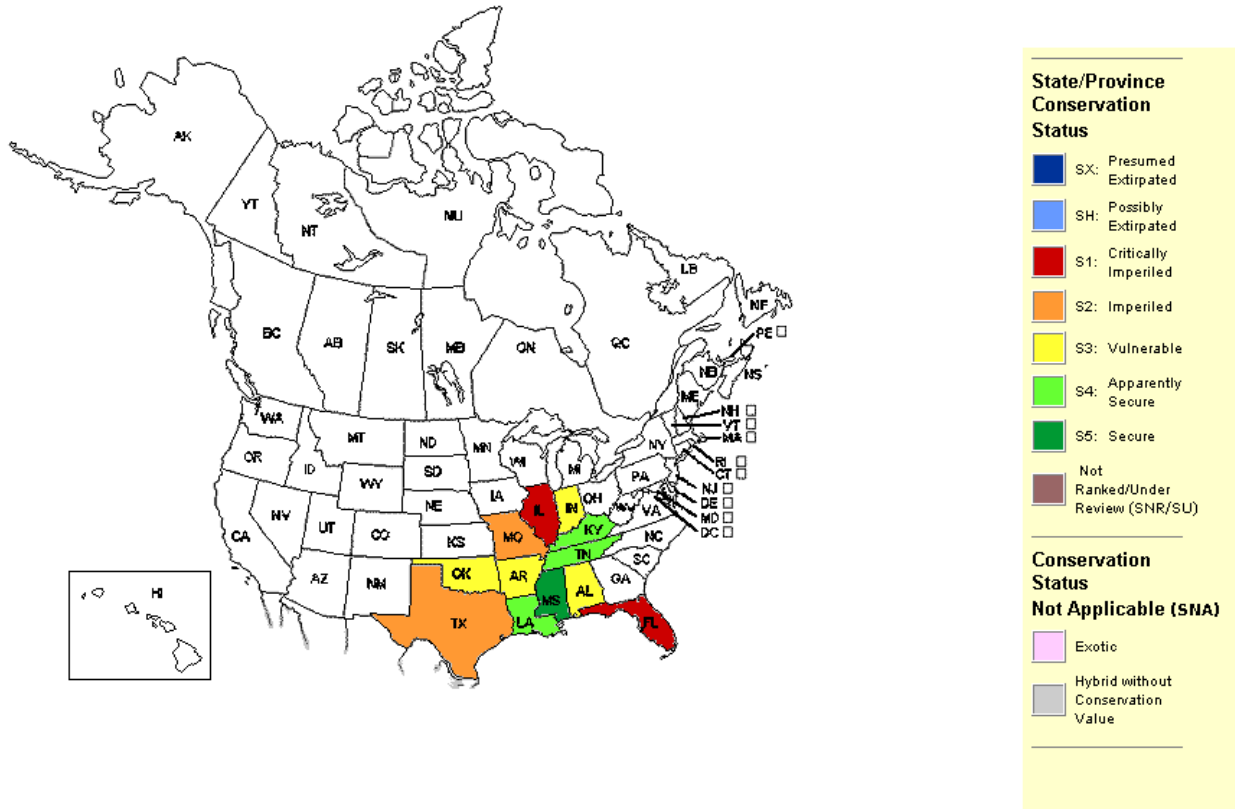 AK
YT
NT
NU
LB
NF
PE
BC
AB
SK
MB
ON
QC
NB
NS
ME
NH
VT
MA
WA
MT
ND
MN
NY
OR
ID
SD
WI
MI
RI
CT
WY
PA
NJ
NE
IA
IL
IN
OH
DE
NV
WV
VA
MD
CA
UT
CO
KS
MO
KY
DC
NC
TN
AZ
NM
OK
AR
SC
GA
MS
AL
HI
TX
LA
FL
State/Province
Conservation
Status
SX: Presumed
Extirpated
SH: Possibly
Extirpated
S1: Critically
Imperiled
S2: Imperiled
S3: Vulnerable
S4: Apparently
Secure
S5: Secure
Not
Ranked/Under
Review (SNR/SU)
Conservation
Status
Not Applicable (SNA)
Exotic
Hybrid without
Conservation
Value